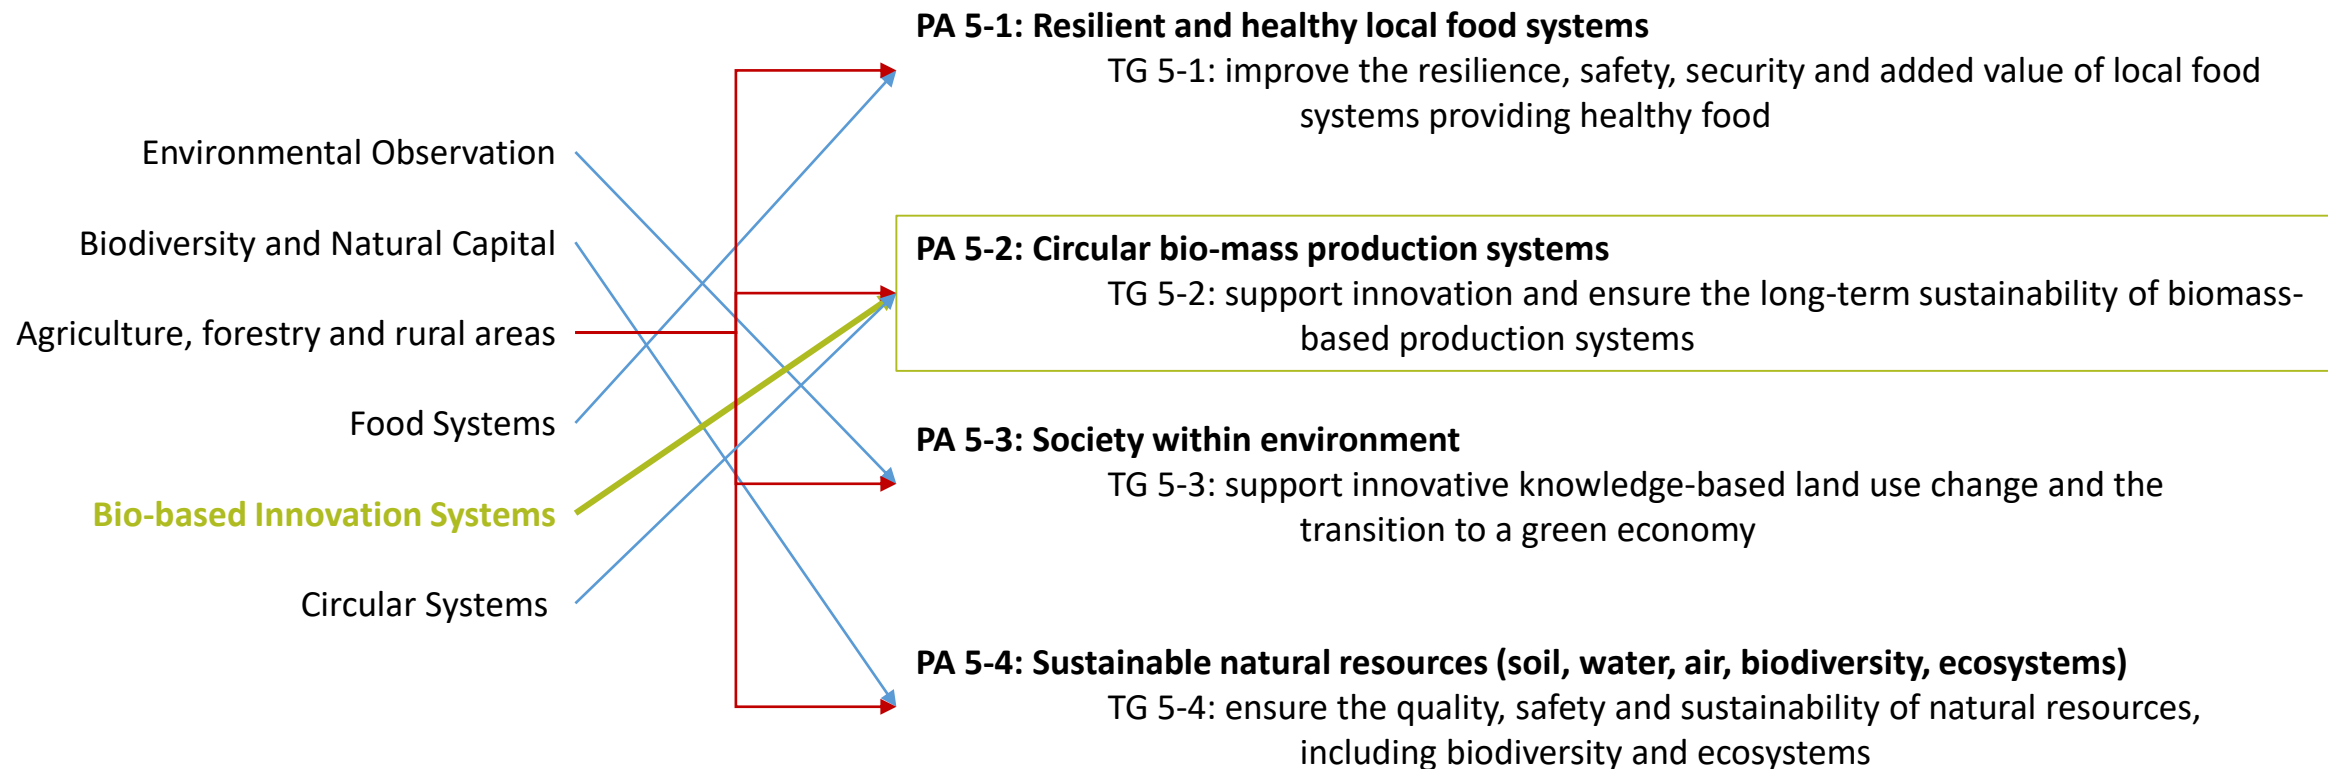 PA 5-1: Resilient and healthy local food systems
TG 5-1: improve the resilience, safety, security and added value of local food
systems providing healthy food
Environmental Observation
Biodiversity and Natural Capital
Agriculture, forestry and rural areas
Food Systems
Bio-based Innovation Systems
Circular Systems
PA 5-2: Circular bio-mass production systems
TG 5-2: support innovation and ensure the long-term sustainability of biomass-
based production systems
PA 5-3: Society within environment
TG 5-3: support innovative knowledge-based land use change and the
transition to a green economy
PA 5-4: Sustainable natural resources (soil, water, air, biodiversity, ecosystems)
TG 5-4: ensure the quality, safety and sustainability of natural resources,
including biodiversity and ecosystems